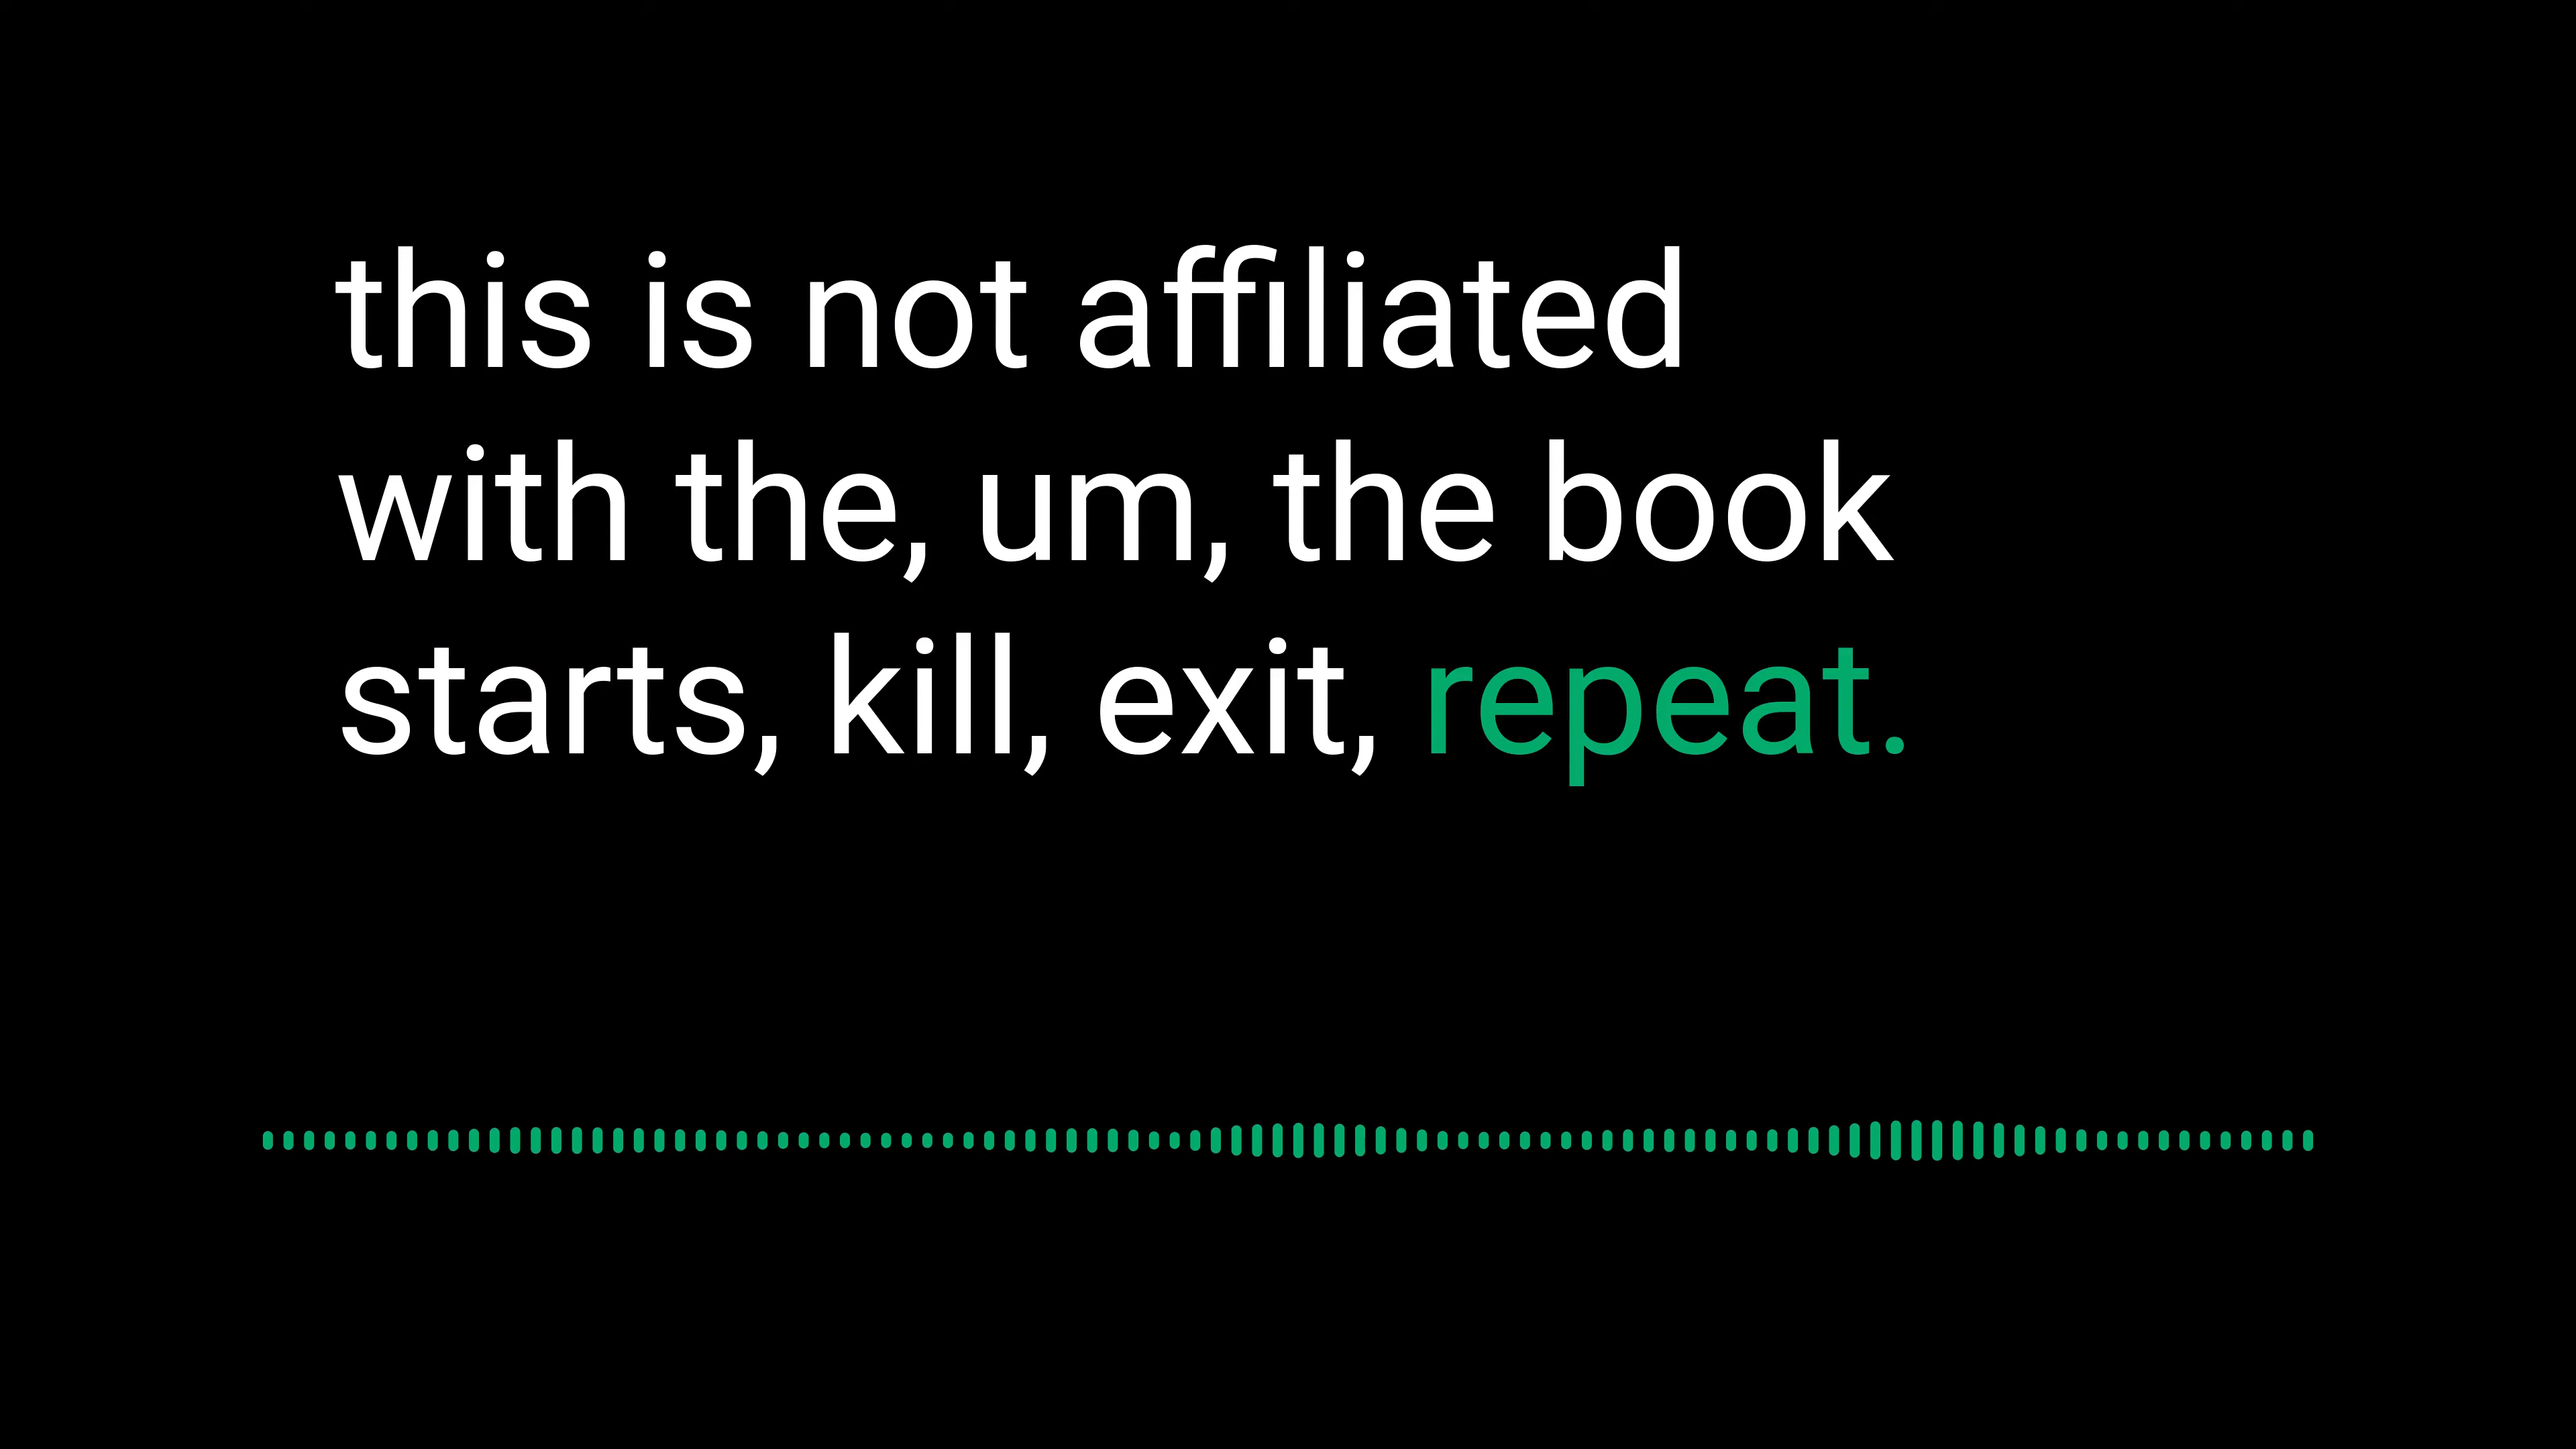 this is not affiliated
with the, um, the book
starts, kill, exit, repeat.